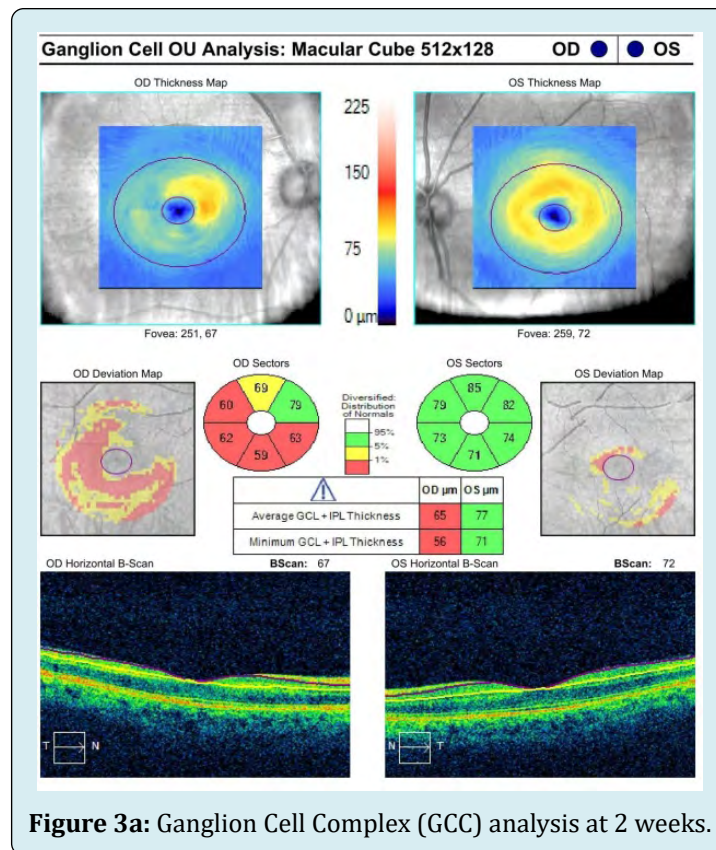 Ganglion Cell OU Analysis: Macular Cube 512x128 OD OS
OD Thickness Map
OS Thickness Map
225
150
75
0 µm
Fovea: 251, 67
Fovea: 259, 72
OD Deviation Map
OD Sectors
69
60
79
62
63
59
Diversified:
Distribution
of Normals
95%
5%
1%
OS Sectors
85
79
82
73
74
71
OS Deviation Map
OD µm OS µm
Average GCL + IPL Thickness 65 77
Minimum GCL + IPL Thickness 56 71
OD Horizontal B-Scan BScan: 67
OS Horizontal B-Scan BScan: 72
T N
N T
Figure 3a: Ganglion Cell Complex (GCC) analysis at 2 weeks.